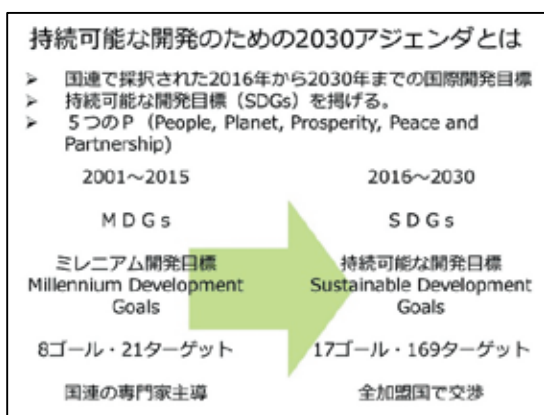 持続可能な開発のための2030アジェンダとは
➤ 国連で採択された2016年から2030年までの国際開発目標
➤ 持続可能な開発目標（SDGs）を掲げる。
➤ ５つのＰ（People, Planet, Prosperity, Peace and
Partnership)
2001～2015
ＭＤＧｓ
ミレニアム開発目標
Millennium Development
Goals
8ゴール・21ターゲット
国連の専門家主導
2016～2030
ＳＤＧｓ
持続可能な開発目標
Sustainable Development
Goals
17ゴール・169ターゲット
全加盟国で交渉